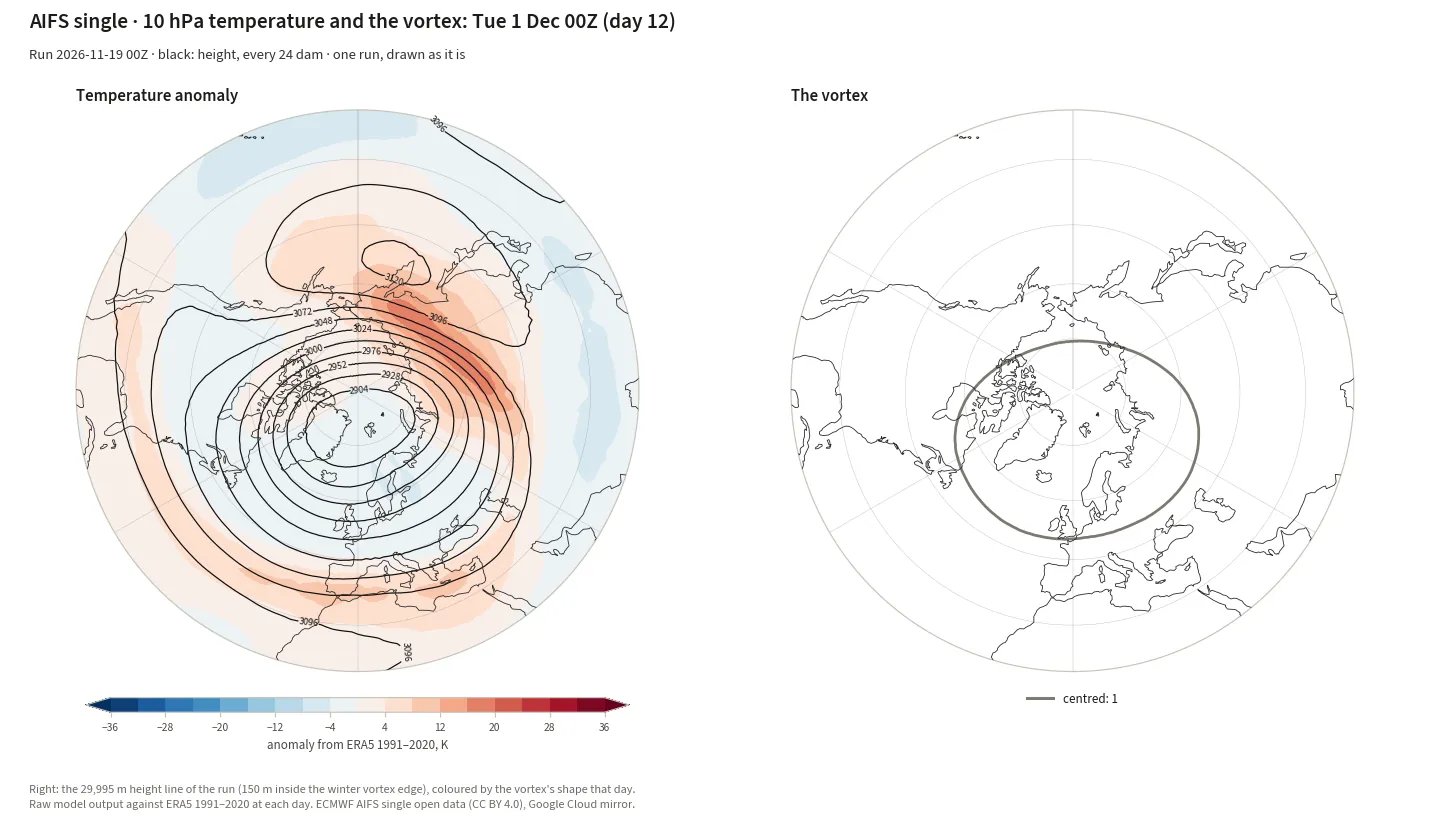 AIFS single · 10 hPa temperature and the vortex: Tue 1 Dec 00Z (day 12)
Run 2026-11-19 00Z · black: height, every 24 dam · one run, drawn as it is
Temperature anomaly
The vortex
3096
3120
3096
3072
3048
3024
3000
2976
2952
2928
2904
3096
3096
−36
−28
−20
−12
−4
4
12
20
28
36
anomaly from ERA5 1991–2020, K
centred: 1
Right: the 29,995 m height line of the run (150 m inside the winter vortex edge), coloured by the vortex's shape that day.
Raw model output against ERA5 1991–2020 at each day. ECMWF AIFS single open data (CC BY 4.0), Google Cloud mirror.